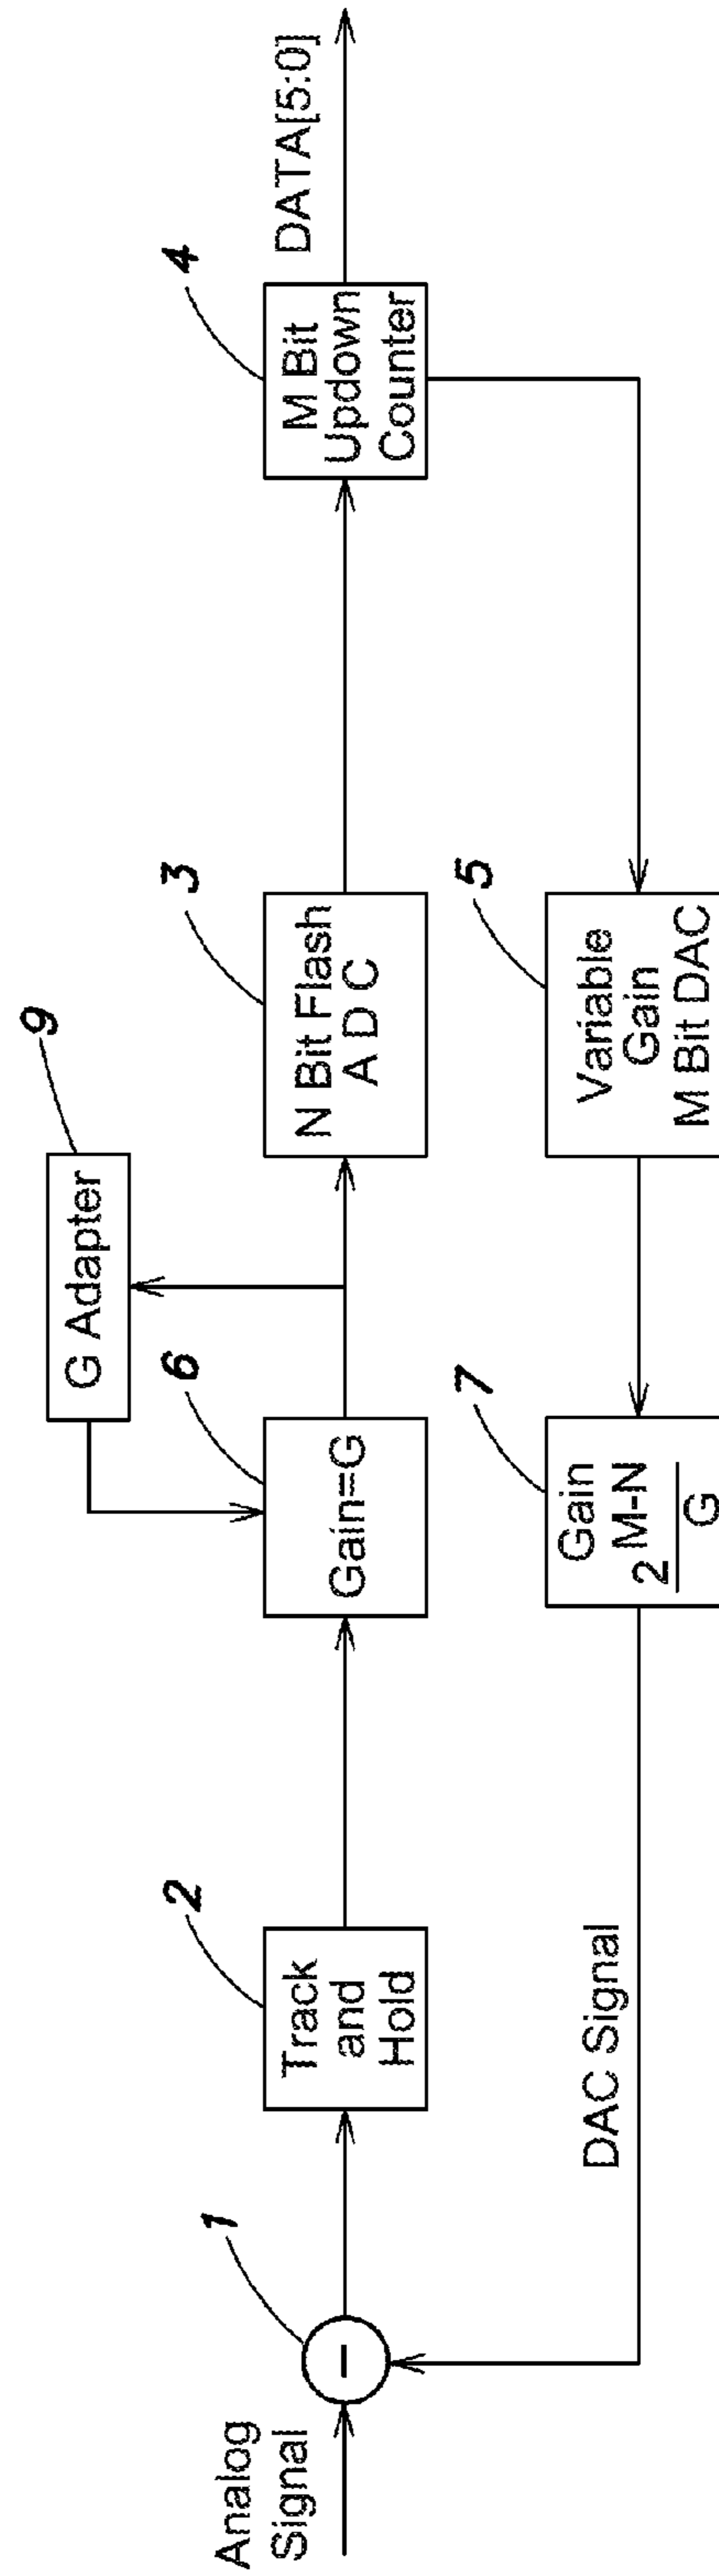 9
G Adapter
1
2
6
3
4
Analog
Signal
−
Track
and
Hold
Gain=G
N Bit Flash
A D C
M Bit
Updown
Counter
DATA[5:0]
7
5
DAC Signal
Gain
2 M-N
G
Variable
Gain
M Bit DAC